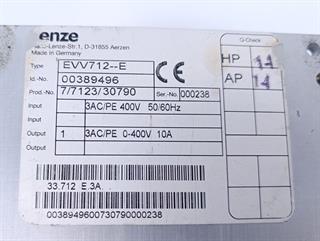 enze
Lenze-Str.1, D-31855 Aerzen
Made in Germany
Type EVV712--E
Id.-No. 00389496
Prod.-No. 7/7123/30790 Ser.-No. 000238
Input 3AC/PE 400V 50/60Hz
Input
Output 1 3AC/PE 0-400V 10A
Output
CE
Q-Check
HP 14
AP 14
33.712 E.3A.
0038949600730790000238